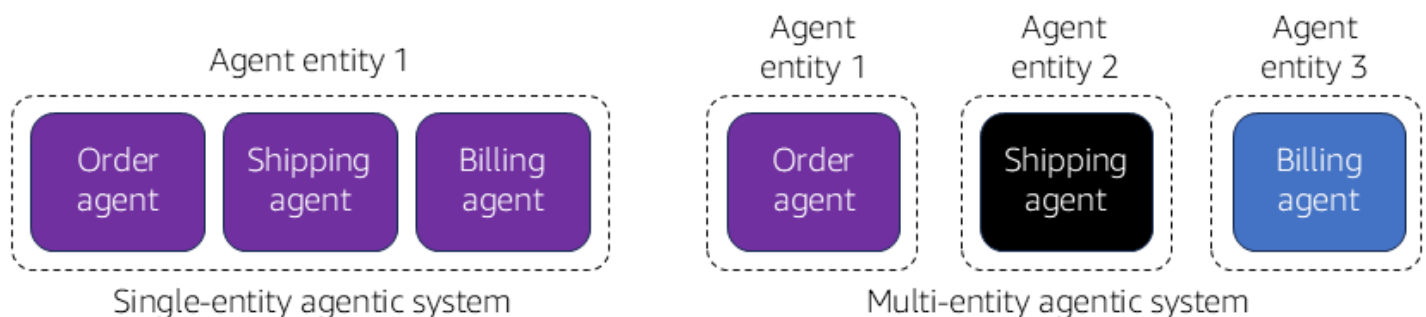 Agent entity 1
Order
agent
Shipping
agent
Billing
agent
Single-entity agentic system
Agent
entity 1
Agent
entity 2
Agent
entity 3
Order
agent
Shipping
agent
Billing
agent
Multi-entity agentic system